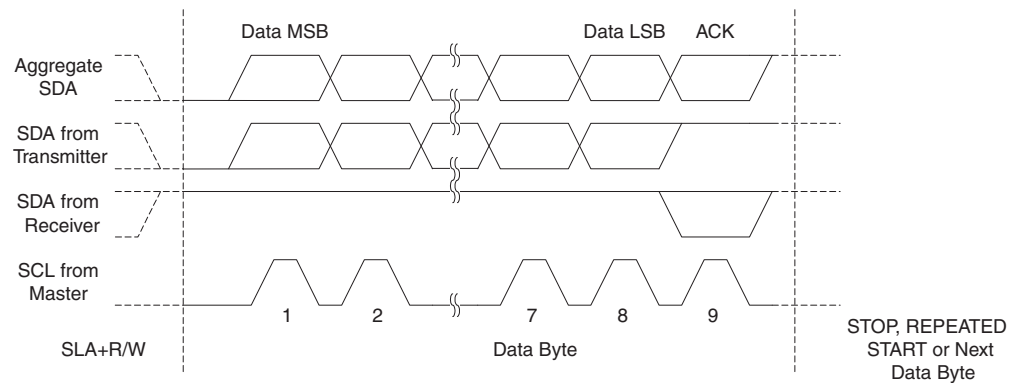 Data MSB
Data LSB
ACK
Aggregate
SDA
SDA from
Transmitter
SDA from
Receiver
SCL from
Master
1
2
7
8
9
SLA+R/W
Data Byte
STOP, REPEATED
START or Next
Data Byte